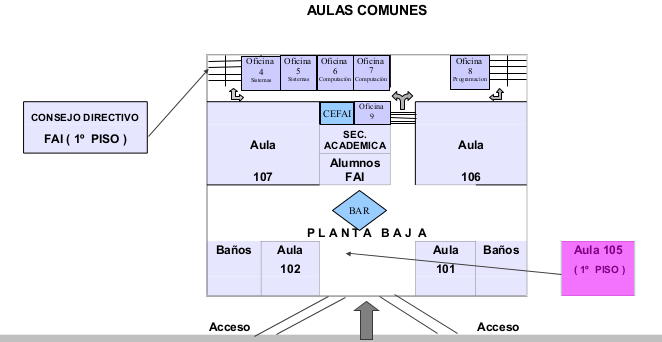 AULAS COMUNES
Oficina
4
Sistemas
Oficina
5
Sistemas
Oficina
6
Computación
Oficina
7
Computación
Oficina
8
Programacion
CONSEJO DIRECTIVO
FAI ( 1º PISO )
CEFAI
Oficina
9
Aula
107
SEC.
ACADEMICA
Alumnos
FAI
Aula
106
BAR
PLANTA BAJA
Baños
Aula
102
Aula
101
Baños
Aula 105
( 1º PISO )
Acceso
Acceso